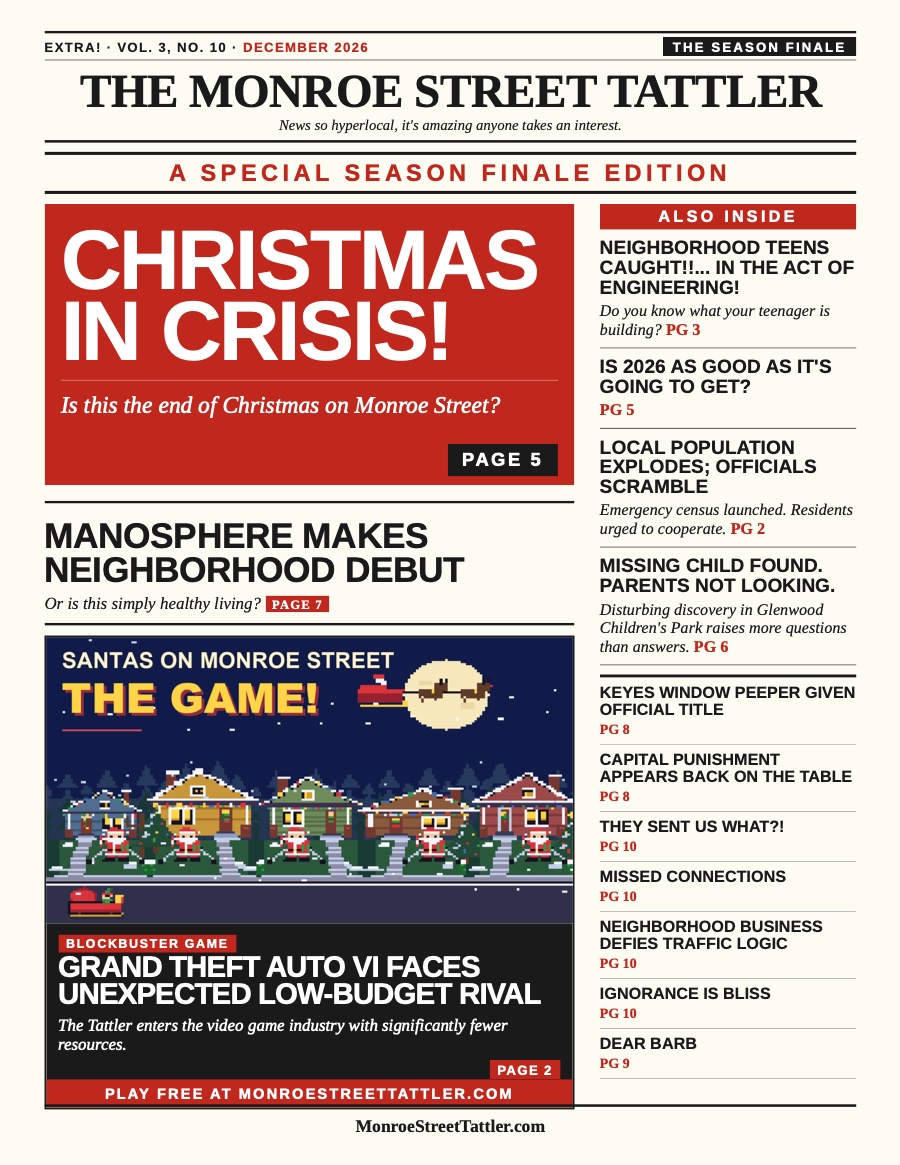 EXTRA! · VOL. 3, NO. 10 · DECEMBER 2026
THE SEASON FINALE
THE MONROE STREET TATTLER
News so hyperlocal, it's amazing anyone takes an interest.
A SPECIAL SEASON FINALE EDITION
CHRISTMAS
IN CRISIS!
Is this the end of Christmas on Monroe Street?
PAGE 5
MANOSPHERE MAKES
NEIGHBORHOOD DEBUT
Or is this simply healthy living? PAGE 7
SANTAS ON MONROE STREET
THE GAME!
BLOCKBUSTER GAME
GRAND THEFT AUTO VI FACES
UNEXPECTED LOW-BUDGET RIVAL
The Tattler enters the video game industry with significantly fewer
resources.
PAGE 2
PLAY FREE AT MONROESTREETTATTLER.COM
ALSO INSIDE
NEIGHBORHOOD TEENS
CAUGHT!!... IN THE ACT OF
ENGINEERING!
Do you know what your teenager is
building? PG 3
IS 2026 AS GOOD AS IT'S
GOING TO GET?
PG 5
LOCAL POPULATION
EXPLODES; OFFICIALS
SCRAMBLE
Emergency census launched. Residents
urged to cooperate. PG 2
MISSING CHILD FOUND.
PARENTS NOT LOOKING.
Disturbing discovery in Glenwood
Children's Park raises more questions
than answers. PG 6
KEYES WINDOW PEEPER GIVEN
OFFICIAL TITLE
PG 8
CAPITAL PUNISHMENT
APPEARS BACK ON THE TABLE
PG 8
THEY SENT US WHAT?!
PG 10
MISSED CONNECTIONS
PG 10
NEIGHBORHOOD BUSINESS
DEFIES TRAFFIC LOGIC
PG 10
IGNORANCE IS BLISS
PG 10
DEAR BARB
PG 9
MonroeStreetTattler.com